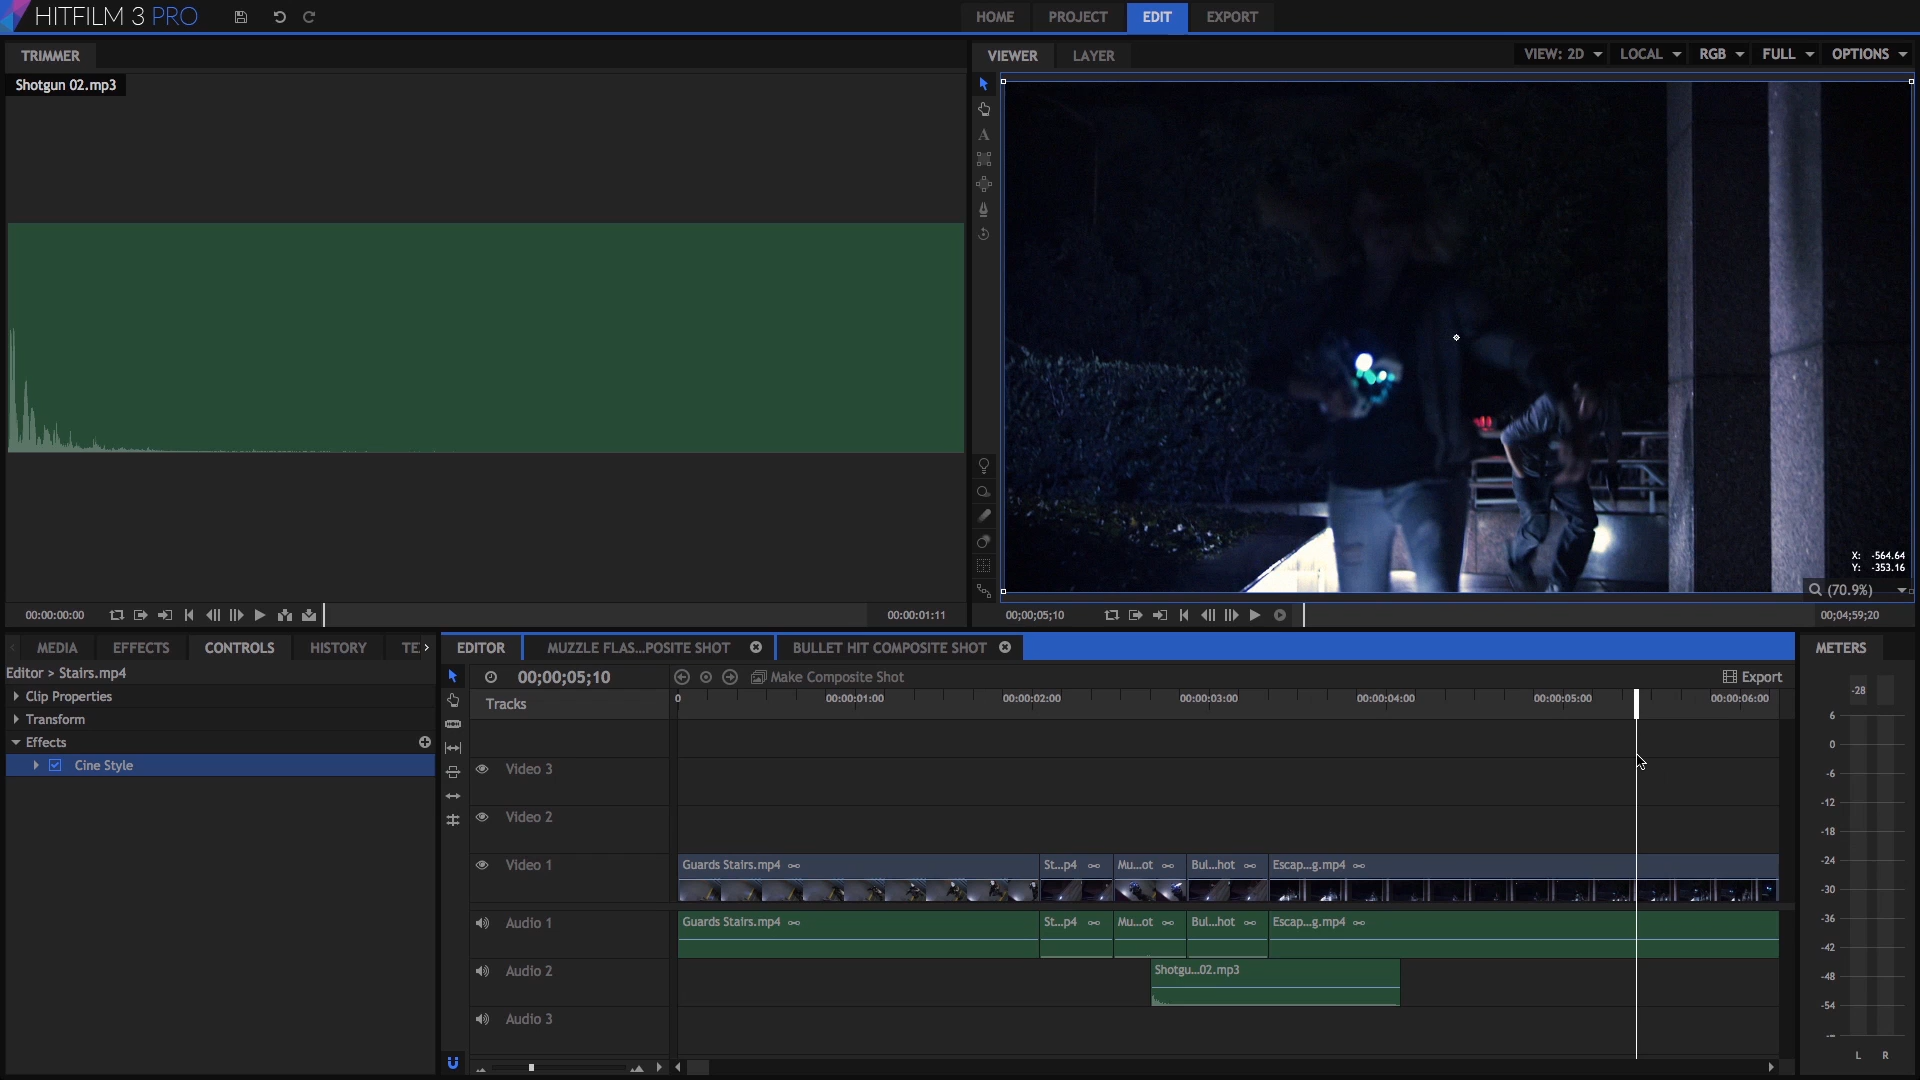 HITFILM 3 PRO
HOME PROJECT EDIT EXPORT
TRIMMER
Shotgun 02.mp3
00:00:00:00
00:00:01:11
VIEWER LAYER
VIEW: 2D LOCAL RGB FULL OPTIONS
A
X: -564.64
Y: -353.16
(70.9%)
00;00;05;10
00;04;59;20
MEDIA EFFECTS CONTROLS HISTORY TE
Editor > Stairs.mp4
Clip Properties
Transform
Effects
Cine Style
EDITOR MUZZLE FLAS...POSITE SHOT BULLET HIT COMPOSITE SHOT
00;00;05;10
Make Composite Shot
Export
Tracks
0 00:00:01:00 00:00:02:00 00:00:03:00 00:00:04:00 00:00:05:00 00:00:06:00
Video 3
Video 2
Video 1
Guards Stairs.mp4 St...p4 Mu...ot Bul...hot Escap...g.mp4
Audio 1
Guards Stairs.mp4 St...p4 Mu...ot Bul...hot Escap...g.mp4
Audio 2
Shotgu...02.mp3
Audio 3
METERS
-28
6
0
-6
-12
-18
-24
-30
-36
-42
-48
-54
-∞
L R